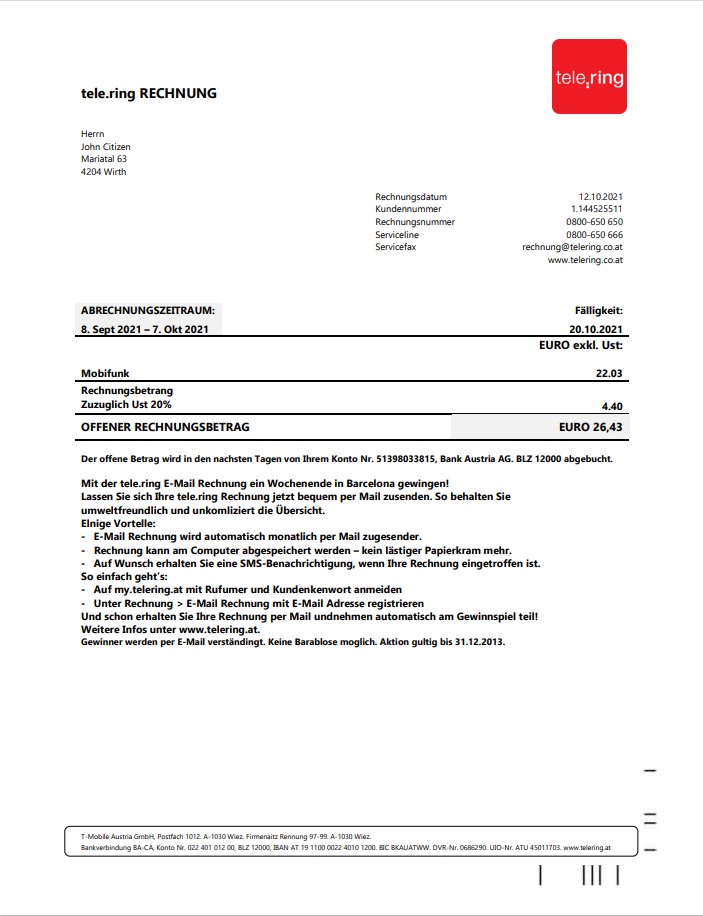 tele.ring
tele.ring RECHNUNG
Herrn
John Citizen
Mariatal 63
4204 Wirth
Rechnungsdatum 12.10.2021
Kundennummer 1.144525511
Rechnungsnummer 0800-650 650
Serviceline 0800-650 666
Servicefax rechnung@telering.co.at
www.telering.co.at
ABRECHNUNGSZEITRAUM: Fälligkeit:
8. Sept 2021 – 7. Okt 2021 20.10.2021
EURO exkl. Ust:
Mobifunk 22.03
Rechnungsbetrang
Zuzuglich Ust 20% 4.40
OFFENER RECHNUNGSBETRAG EURO 26,43
Der offene Betrag wird in den nachsten Tagen von Ihrem Konto Nr. 51398033815, Bank Austria AG. BLZ 12000 abgebucht.
Mit der tele.ring E-Mail Rechnung ein Wochenende in Barcelona gewingen!
Lassen Sie sich Ihre tele.ring Rechnung jetzt bequem per Mail zusenden. So behalten Sie
umweltfreundlich und unkomliziert die Übersicht.
Elnige Vortelle:
- E-Mail Rechnung wird automatisch monatlich per Mail zugesender.
- Rechnung kann am Computer abgespeichert werden – kein lästiger Papierkram mehr.
- Auf Wunsch erhalten Sie eine SMS-Benachrichtigung, wenn Ihre Rechnung eingetroffen ist.
So einfach geht's:
- Auf my.telering.at mit Rufumer und Kundenkenwort anmeiden
- Unter Rechnung > E-Mail Rechnung mit E-Mail Adresse registrieren
Und schon erhalten Sie Ihre Rechnung per Mail undnehmen automatisch am Gewinnspiel teil!
Weitere Infos unter www.telering.at.
Gewinner werden per E-Mail verständingt. Keine Barablose moglich. Aktion gultig bis 31.12.2013.
T-Mobile Austria GmbH, Postfach 1012. A-1030 Wiez. Firmenaitz Rennung 97-99. A-1030 Wiez.
Bankverbindung BA-CA, Konto Nr. 022 401 012 00, BLZ 12000, IBAN AT 19 1100 0022 4010 1200. BIC BKAUATWW. DVR-Nr. 0686290. UIO-Nr. ATU 45011703. www.telering.at